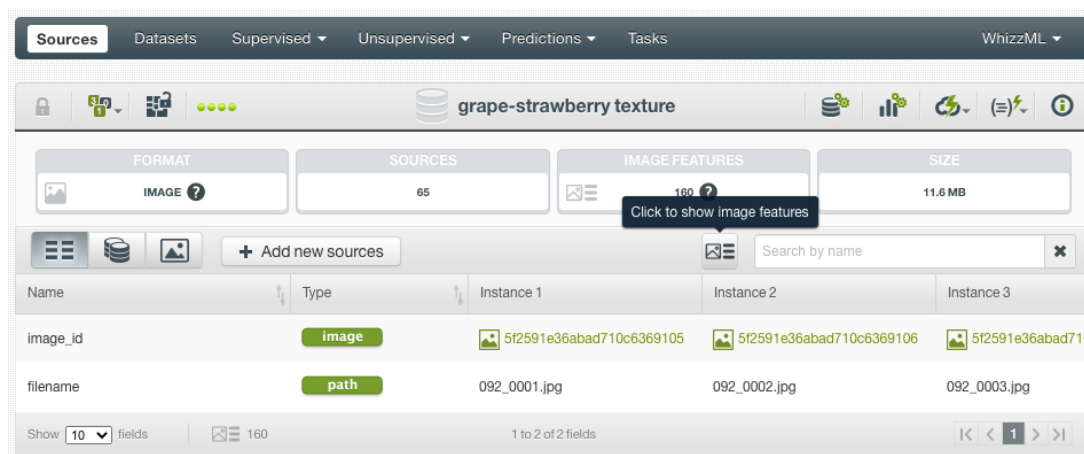 Sources Datasets Supervised Unsupervised Predictions Tasks WhizzML
grape-strawberry texture
FORMAT SOURCES IMAGE FEATURES SIZE
IMAGE ? 65 160 ? 11.6 MB
Click to show image features
+ Add new sources Search by name
Name Type Instance 1 Instance 2 Instance 3
image_id image 5f2591e36abad710c6369105 5f2591e36abad710c6369106 5f2591e36abad71
filename path 092_0001.jpg 092_0002.jpg 092_0003.jpg
Show 10 fields 160 1 to 2 of 2 fields 1